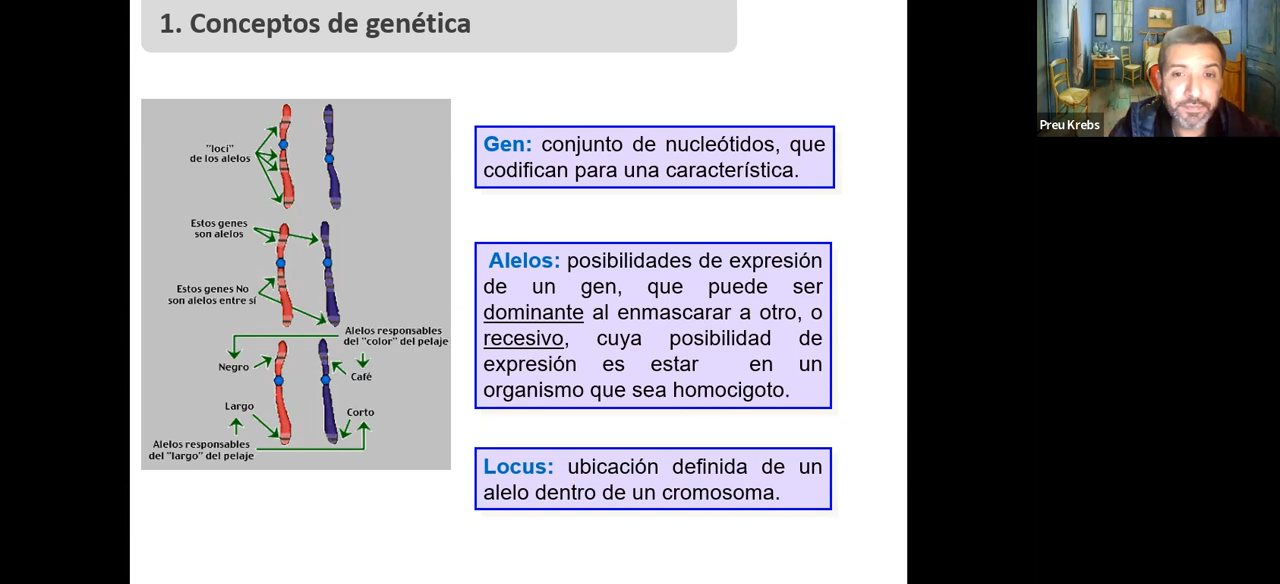 1. Conceptos de genética
"loci"
de los alelos
Estos genes
son alelos
Estos genes No
son alelos entre sí
Alelos responsables
del "color" del pelaje
Negro
Café
Largo
Corto
Alelos responsables
del "largo" del pelaje
Gen: conjunto de nucleótidos, que
codifican para una característica.
Alelos: posibilidades de expresión
de un gen, que puede ser
dominante al enmascarar a otro, o
recesivo, cuya posibilidad de
expresión es estar en un
organismo que sea homocigoto.
Locus: ubicación definida de un
alelo dentro de un cromosoma.
Preu Krebs